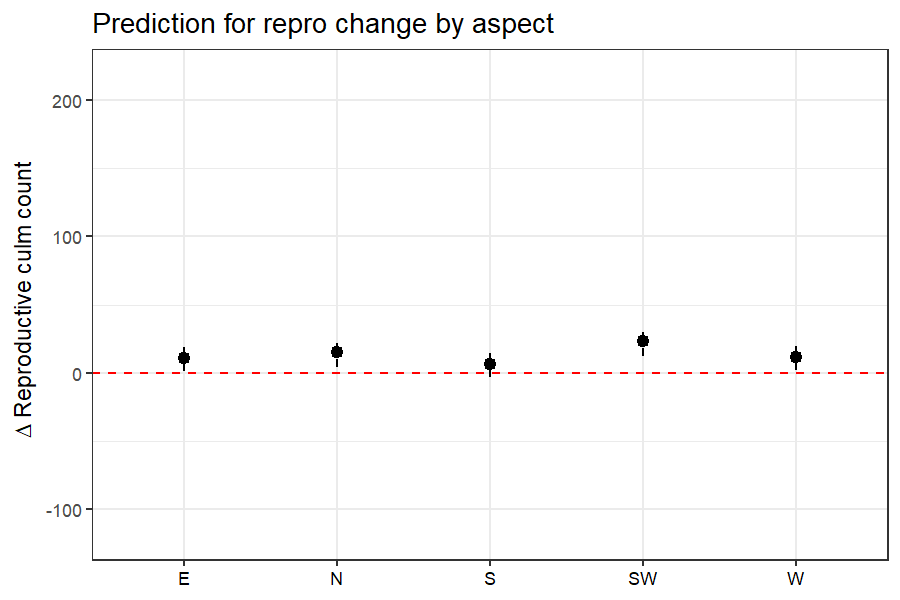 Prediction for repro change by aspect
Δ Reproductive culm count
200
100
0
-100
E N S SW W